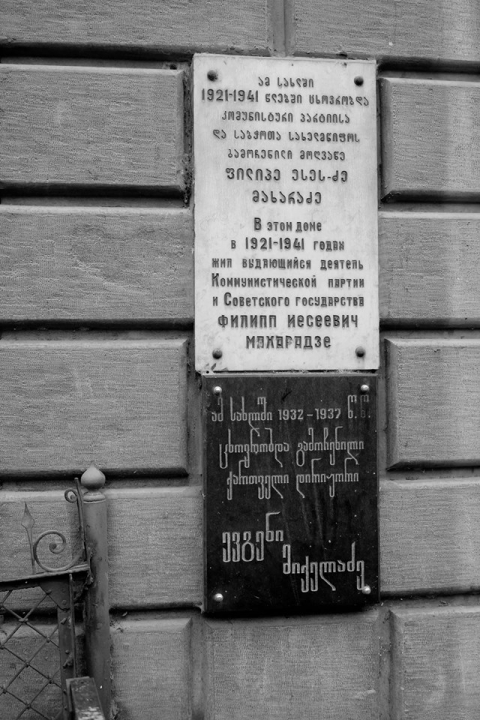 ამ სახლში
1921-1941 წლებში ცხოვრობდა
კომუნისტური პარტიისა
და საბჭოთა სახელმწიფოს
გამოჩენილი მოღვაწე
ფილიპე ესეს-ძე
მახარაძე
В этом доме
в 1921-1941 годах
жил выдающийся деятель
Коммунистической партии
и Советского государства
ФИЛИПП ИЕСЕЕВИЧ
МАХАРАДЗЕ
ამ სახლში 1932-1937 წ.წ.
ცხოვრობდა გამოჩენილი
ქართველი დირიჟორი
ევგენი
მიქელაძე